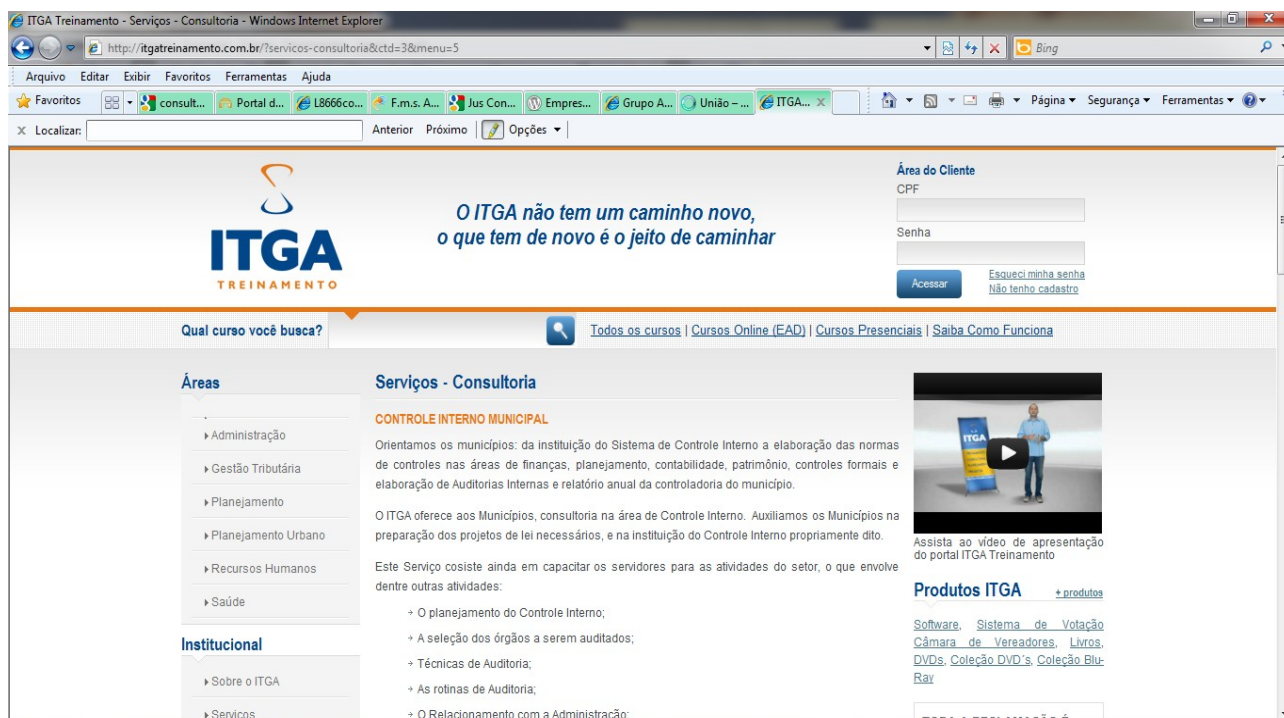 ITGA Treinamento - Serviços - Consultoria - Windows Internet Explorer
http://itgatreinamento.com.br/?servicos-consultoria&ctd=3&menu=5
Bing
Arquivo Editar Exibir Favoritos Ferramentas Ajuda
Favoritos consult... Portal d... L8666co... F.m.s. A... Jus Con... Empres... Grupo A... União – ... ITGA... Página Segurança Ferramentas
x Localizar: Anterior Próximo Opções
ITGA
TREINAMENTO
O ITGA não tem um caminho novo,
o que tem de novo é o jeito de caminhar
Área do Cliente
CPF
Senha
Acessar
Esqueci minha senha
Não tenho cadastro
Qual curso você busca?
Todos os cursos | Cursos Online (EAD) | Cursos Presenciais | Saiba Como Funciona
Áreas
Administração
Gestão Tributária
Planejamento
Planejamento Urbano
Recursos Humanos
Saúde
Institucional
Sobre o ITGA
Serviços
Serviços - Consultoria
CONTROLE INTERNO MUNICIPAL
Orientamos os municípios: da instituição do Sistema de Controle Interno a elaboração das normas
de controles nas áreas de finanças, planejamento, contabilidade, patrimônio, controles formais e
elaboração de Auditorias Internas e relatório anual da controladoria do município.
O ITGA oferece aos Municípios, consultoria na área de Controle Interno. Auxiliamos os Municípios na
preparação dos projetos de lei necessários, e na instituição do Controle Interno propriamente dito.
Este Serviço cosiste ainda em capacitar os servidores para as atividades do setor, o que envolve
dentre outras atividades:
O planejamento do Controle Interno;
A seleção dos órgãos a serem auditados;
Técnicas de Auditoria;
As rotinas de Auditoria;
O Relacionamento com a Administração;
ITGA
Assista ao vídeo de apresentação
do portal ITGA Treinamento
Produtos ITGA + produtos
Software, Sistema de Votação
Câmara de Vereadores, Livros,
DVDs, Coleção DVD´s, Coleção Blu-
Ray